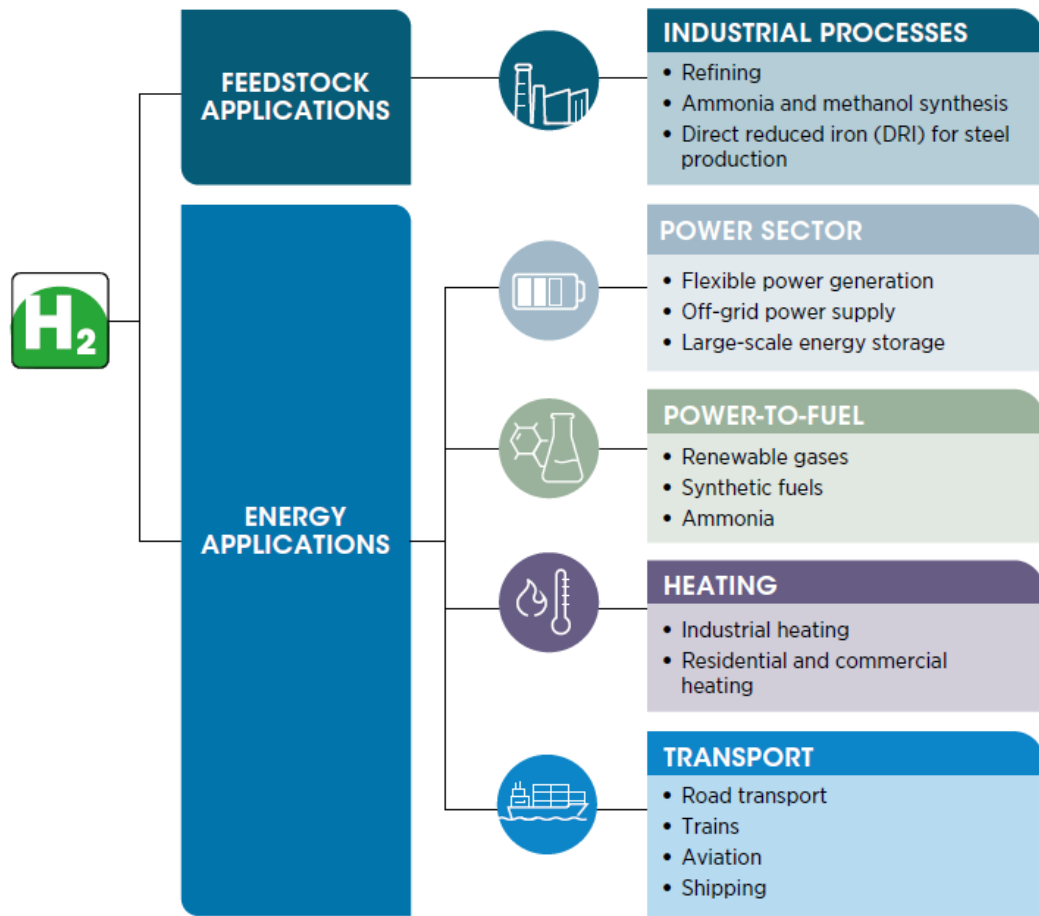 H2
FEEDSTOCK
APPLICATIONS
INDUSTRIAL PROCESSES
• Refining
• Ammonia and methanol synthesis
• Direct reduced iron (DRI) for steel
production
ENERGY
APPLICATIONS
POWER SECTOR
• Flexible power generation
• Off-grid power supply
• Large-scale energy storage
POWER-TO-FUEL
• Renewable gases
• Synthetic fuels
• Ammonia
HEATING
• Industrial heating
• Residential and commercial
heating
TRANSPORT
• Road transport
• Trains
• Aviation
• Shipping